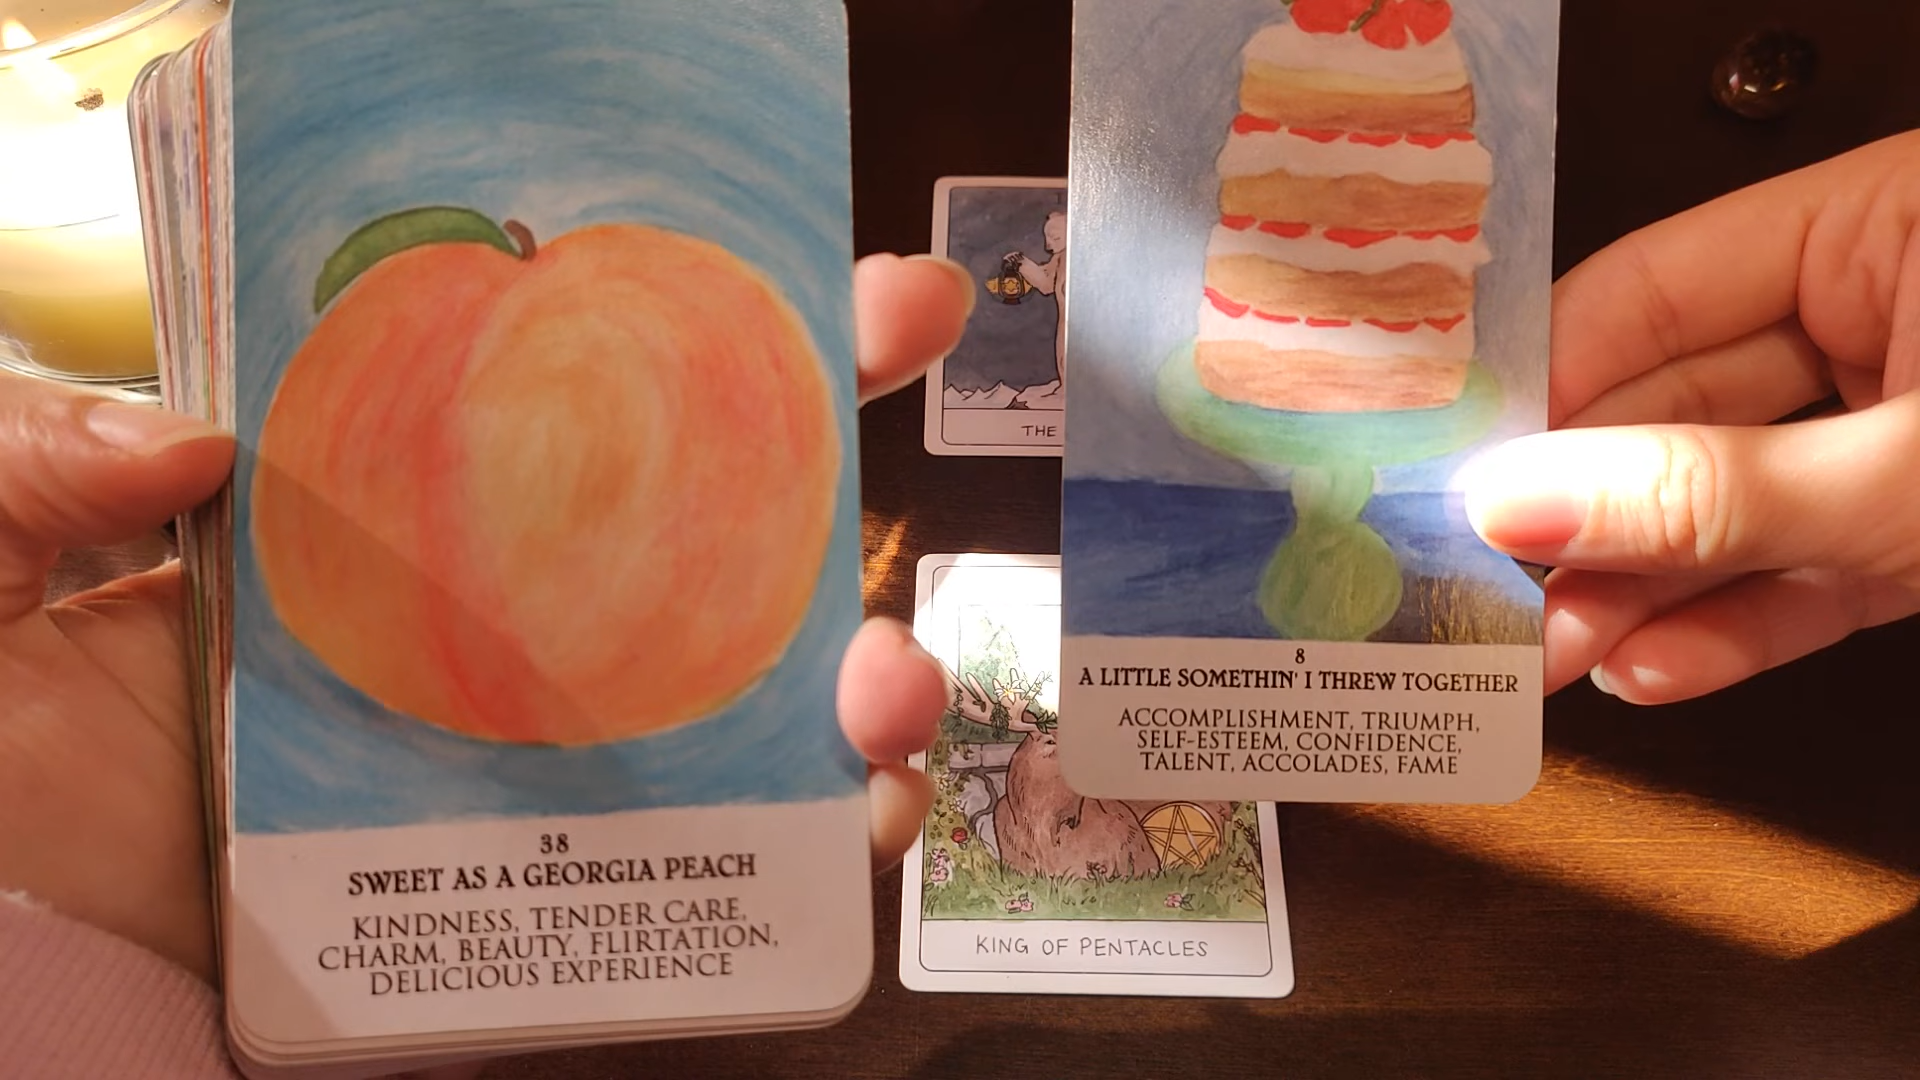 38
SWEET AS A GEORGIA PEACH
KINDNESS, TENDER CARE,
CHARM, BEAUTY, FLIRTATION,
DELICIOUS EXPERIENCE
THE
8
A LITTLE SOMETHIN' I THREW TOGETHER
ACCOMPLISHMENT, TRIUMPH,
SELF-ESTEEM, CONFIDENCE,
TALENT, ACCOLADES, FAME
KING OF PENTACLES